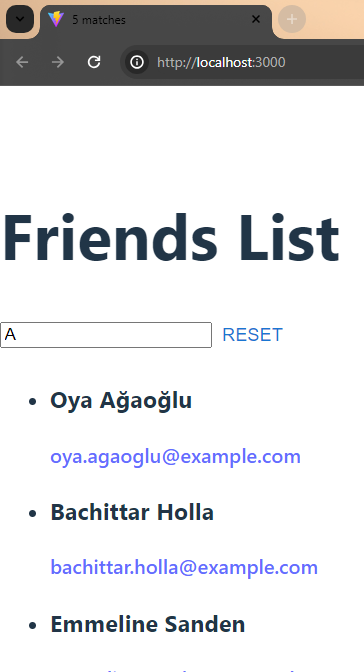 5 matches
http://localhost:3000
Friends List
A RESET
Oya Ağaoğlu
oya.agaoglu@example.com
Bachittar Holla
bachittar.holla@example.com
Emmeline Sanden